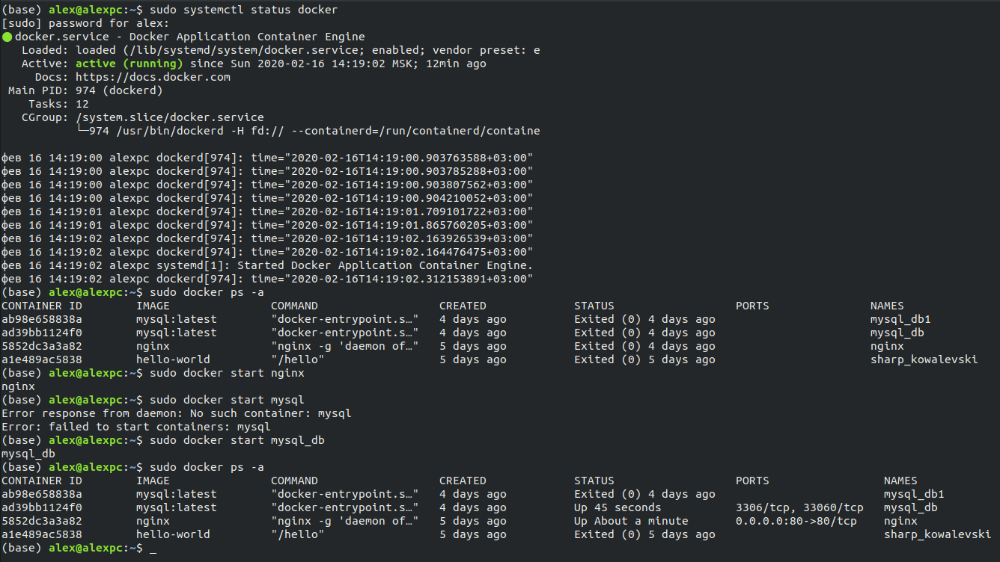 (base) alex@alexpc:~$ sudo systemctl status docker
[sudo] password for alex:
● docker.service - Docker Application Container Engine
   Loaded: loaded (/lib/systemd/system/docker.service; enabled; vendor preset: e
   Active: active (running) since Sun 2020-02-16 14:19:02 MSK; 12min ago
     Docs: https://docs.docker.com
 Main PID: 974 (dockerd)
    Tasks: 12
   CGroup: /system.slice/docker.service
           └─974 /usr/bin/dockerd -H fd:// --containerd=/run/containerd/containe

фев 16 14:19:00 alexpc dockerd[974]: time="2020-02-16T14:19:00.903763588+03:00"
фев 16 14:19:00 alexpc dockerd[974]: time="2020-02-16T14:19:00.903785288+03:00"
фев 16 14:19:00 alexpc dockerd[974]: time="2020-02-16T14:19:00.903807562+03:00"
фев 16 14:19:00 alexpc dockerd[974]: time="2020-02-16T14:19:00.904210052+03:00"
фев 16 14:19:01 alexpc dockerd[974]: time="2020-02-16T14:19:01.709101722+03:00"
фев 16 14:19:01 alexpc dockerd[974]: time="2020-02-16T14:19:01.865760205+03:00"
фев 16 14:19:02 alexpc dockerd[974]: time="2020-02-16T14:19:02.163926539+03:00"
фев 16 14:19:02 alexpc dockerd[974]: time="2020-02-16T14:19:02.164476475+03:00"
фев 16 14:19:02 alexpc systemd[1]: Started Docker Application Container Engine.
фев 16 14:19:02 alexpc dockerd[974]: time="2020-02-16T14:19:02.312153891+03:00"
(base) alex@alexpc:~$ sudo docker ps -a
CONTAINER ID        IMAGE               COMMAND                  CREATED             STATUS                  PORTS               NAMES
ab98e658838a        mysql:latest        "docker-entrypoint.s…"   4 days ago          Exited (0) 4 days ago                       mysql_db1
ad39bb1124f0        mysql:latest        "docker-entrypoint.s…"   4 days ago          Exited (0) 4 days ago                       mysql_db
5852dc3a3a82        nginx               "nginx -g 'daemon of…"   5 days ago          Exited (0) 4 days ago                       nginx
a1e489ac5838        hello-world         "/hello"                 5 days ago          Exited (0) 5 days ago                       sharp_kowalevski
(base) alex@alexpc:~$ sudo docker start nginx
nginx
(base) alex@alexpc:~$ sudo docker start mysql
Error response from daemon: No such container: mysql
Error: failed to start containers: mysql
(base) alex@alexpc:~$ sudo docker start mysql_db
mysql_db
(base) alex@alexpc:~$ sudo docker ps -a
CONTAINER ID        IMAGE               COMMAND                  CREATED             STATUS                  PORTS                 NAMES
ab98e658838a        mysql:latest        "docker-entrypoint.s…"   4 days ago          Exited (0) 4 days ago                         mysql_db1
ad39bb1124f0        mysql:latest        "docker-entrypoint.s…"   4 days ago          Up 45 seconds           3306/tcp, 33060/tcp   mysql_db
5852dc3a3a82        nginx               "nginx -g 'daemon of…"   5 days ago          Up About a minute       0.0.0.0:80->80/tcp    nginx
a1e489ac5838        hello-world         "/hello"                 5 days ago          Exited (0) 5 days ago                         sharp_kowalevski
(base) alex@alexpc:~$ _